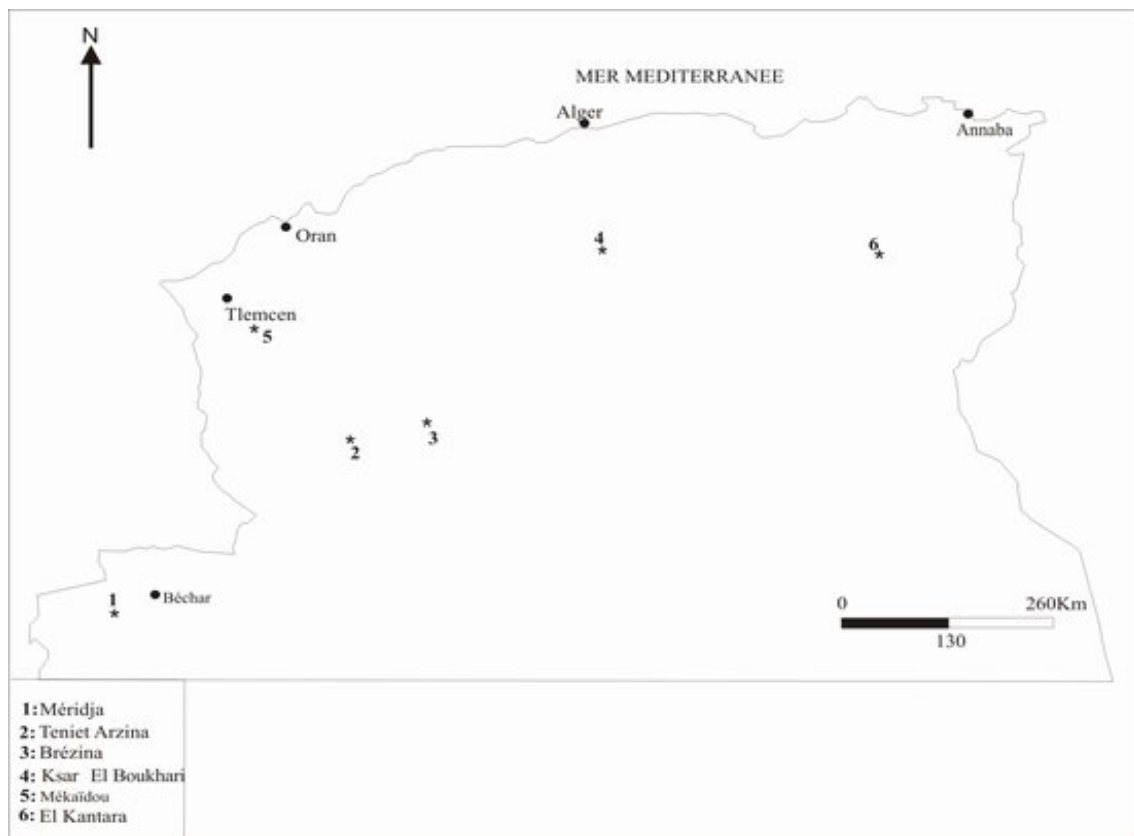 N
MER MEDITERRANEE
Alger
Annaba
Oran
4
6
Tlemcen
5
3
2
1
Béchar
0 260Km
130
1: Méridja
2: Teniet Arzina
3: Brézina
4: Ksar El Boukhari
5: Mékaïdou
6: El Kantara